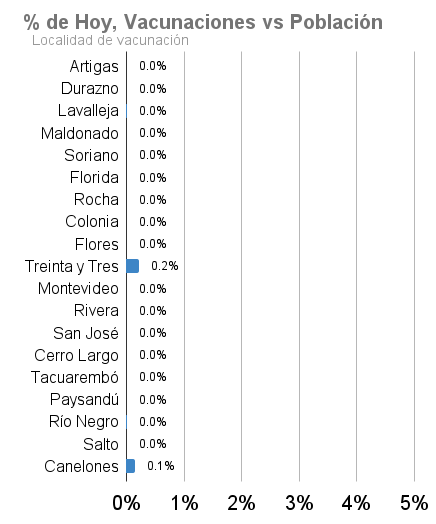 % de Hoy, Vacunaciones vs Población
Localidad de vacunación
Artigas 0.0%
Durazno 0.0%
Lavalleja 0.0%
Maldonado 0.0%
Soriano 0.0%
Florida 0.0%
Rocha 0.0%
Colonia 0.0%
Flores 0.0%
Treinta y Tres 0.2%
Montevideo 0.0%
Rivera 0.0%
San José 0.0%
Cerro Largo 0.0%
Tacuarembó 0.0%
Paysandú 0.0%
Río Negro 0.0%
Salto 0.0%
Canelones 0.1%
0% 1% 2% 3% 4% 5%